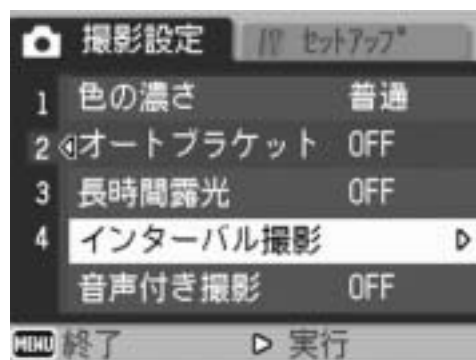 撮影設定 セットアップ
1 色の濃さ 普通
2 オートブラケット OFF
3 長時間露光 OFF
4 インターバル撮影
音声付き撮影 OFF
MENU 終了 実行